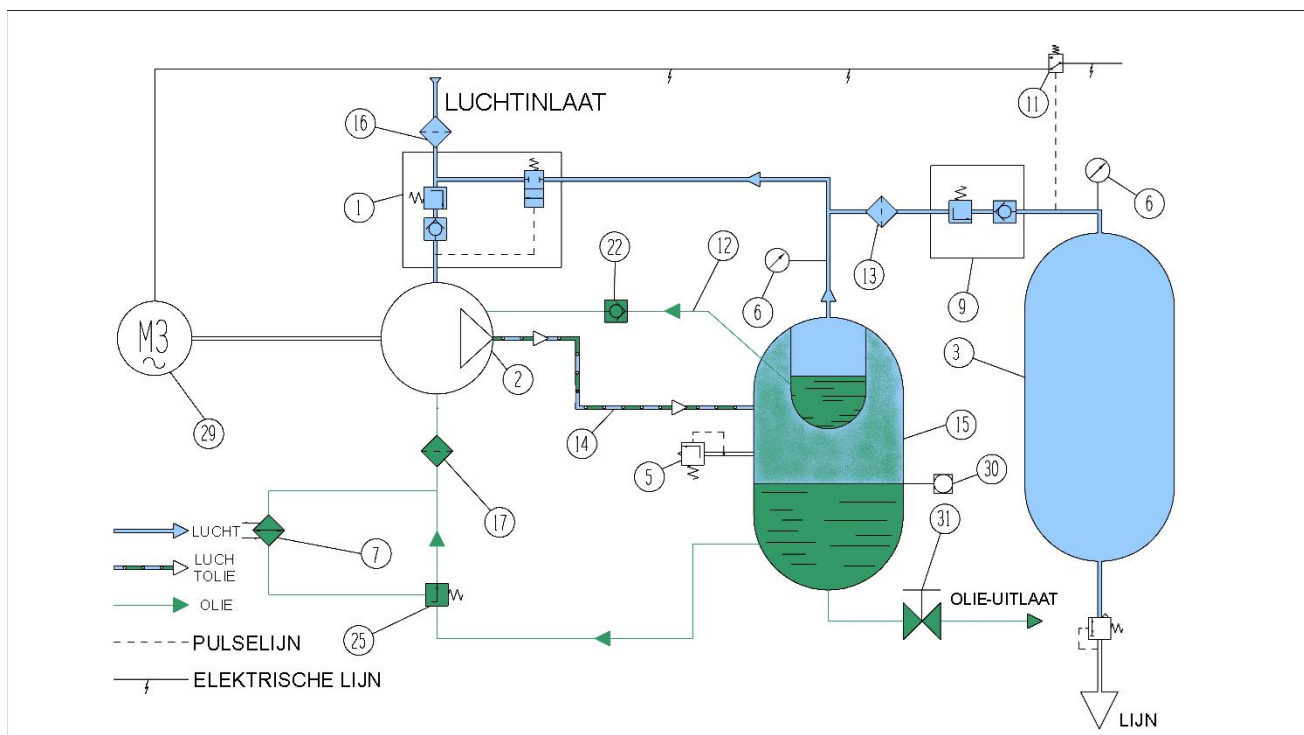 11
LUCHTINLAAT
16
1
6
22
12
13
9
6
M3
~
2
3
14
15
29
5
30
17
31
LUCHT
7
LUCH
TOLIE
OLIE-UITLAAT
OLIE
25
PULSELIJN
ELEKTRISCHE LIJN
LIJN